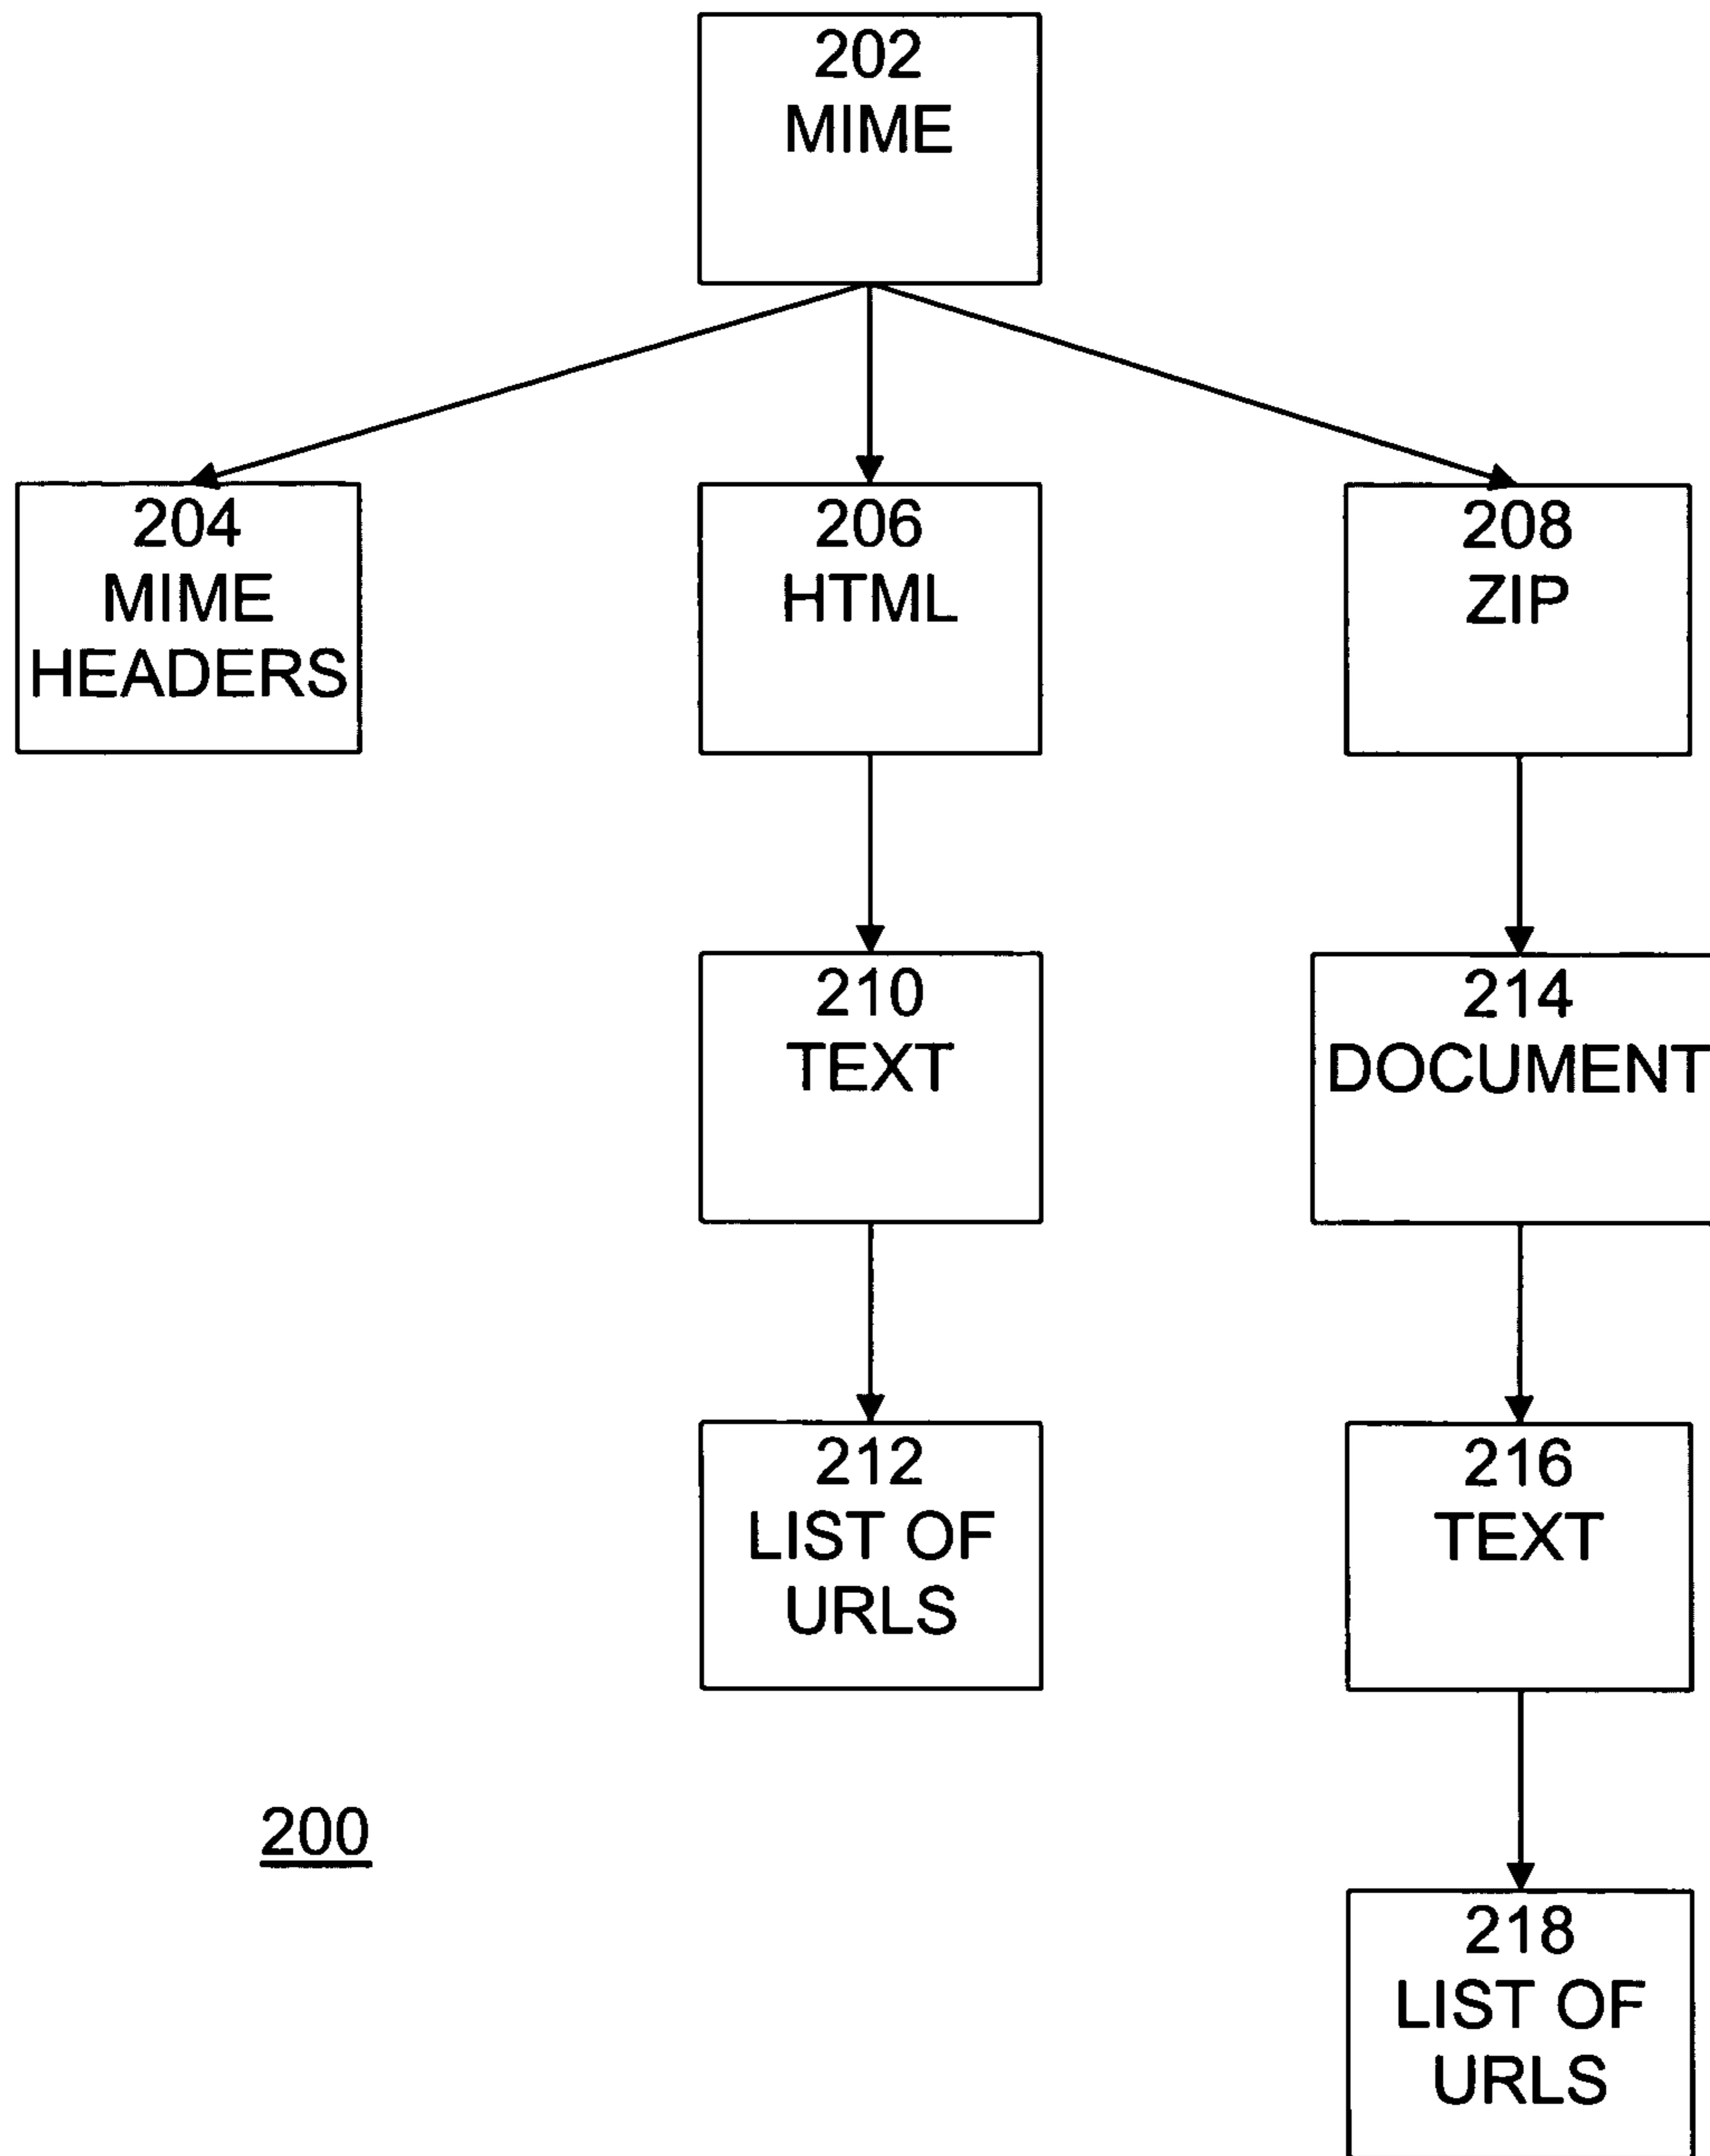 202
MIME
204
MIME
HEADERS
206
HTML
208
ZIP
210
TEXT
214
DOCUMENT
212
LIST OF
URLS
216
TEXT
200
218
LIST OF
URLS